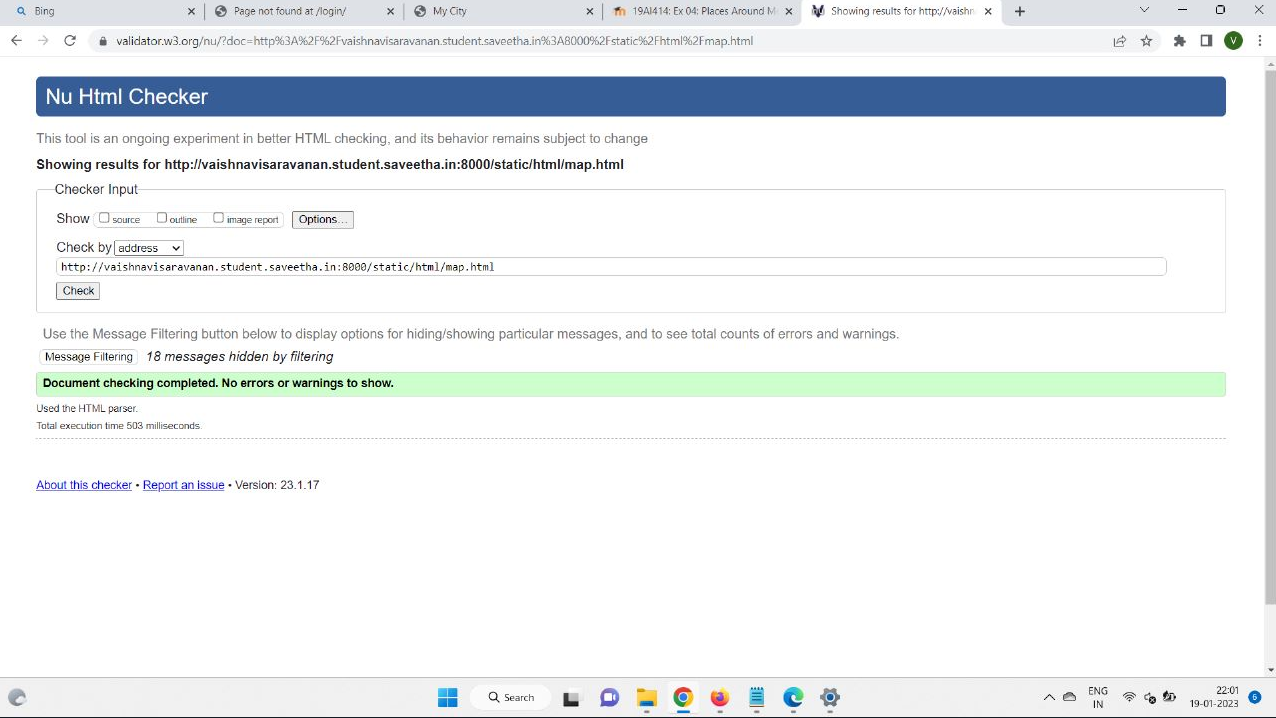 Bing
Page not found at /login/
My City
19AI414: Ex 04: Places Around M
Showing results for http://vaishn
validator.w3.org/nu/?doc=http%3A%2F%2Fvaishnavisaravanan.student.saveetha.in%3A8000%2Fstatic%2Fhtml%2Fmap.html
V
Nu Html Checker
This tool is an ongoing experiment in better HTML checking, and its behavior remains subject to change
Showing results for http://vaishnavisaravanan.student.saveetha.in:8000/static/html/map.html
Checker Input
Show source outline image report Options...
Check by address
http://vaishnavisaravanan.student.saveetha.in:8000/static/html/map.html
Check
Use the Message Filtering button below to display options for hiding/showing particular messages, and to see total counts of errors and warnings.
Message Filtering 18 messages hidden by filtering
Document checking completed. No errors or warnings to show.
Used the HTML parser.
Total execution time 503 milliseconds.
About this checker • Report an issue • Version: 23.1.17
Search
ENG
IN
22:01
19-01-2023
5